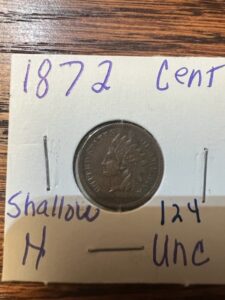 1872 Cent
Shallow 124
N — Unc